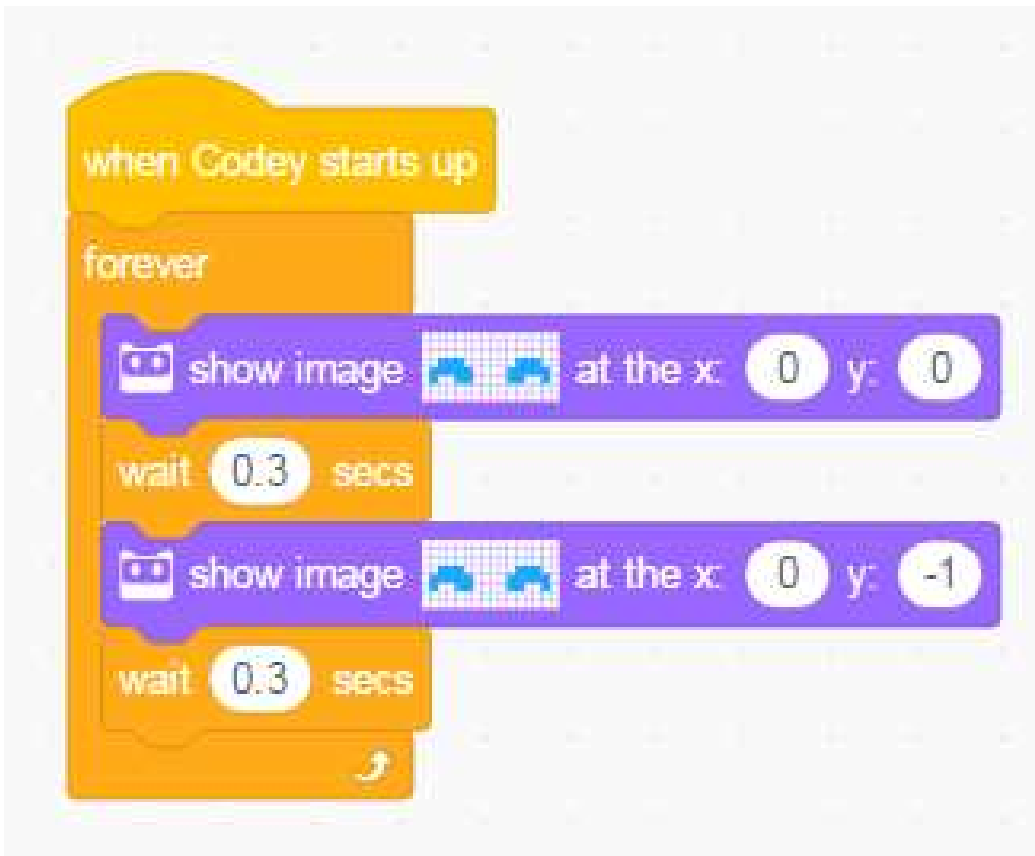 when Codey starts up
forever
show image at the x: 0 y: 0
wait 0.3 secs
show image at the x: 0 y: -1
wait 0.3 secs